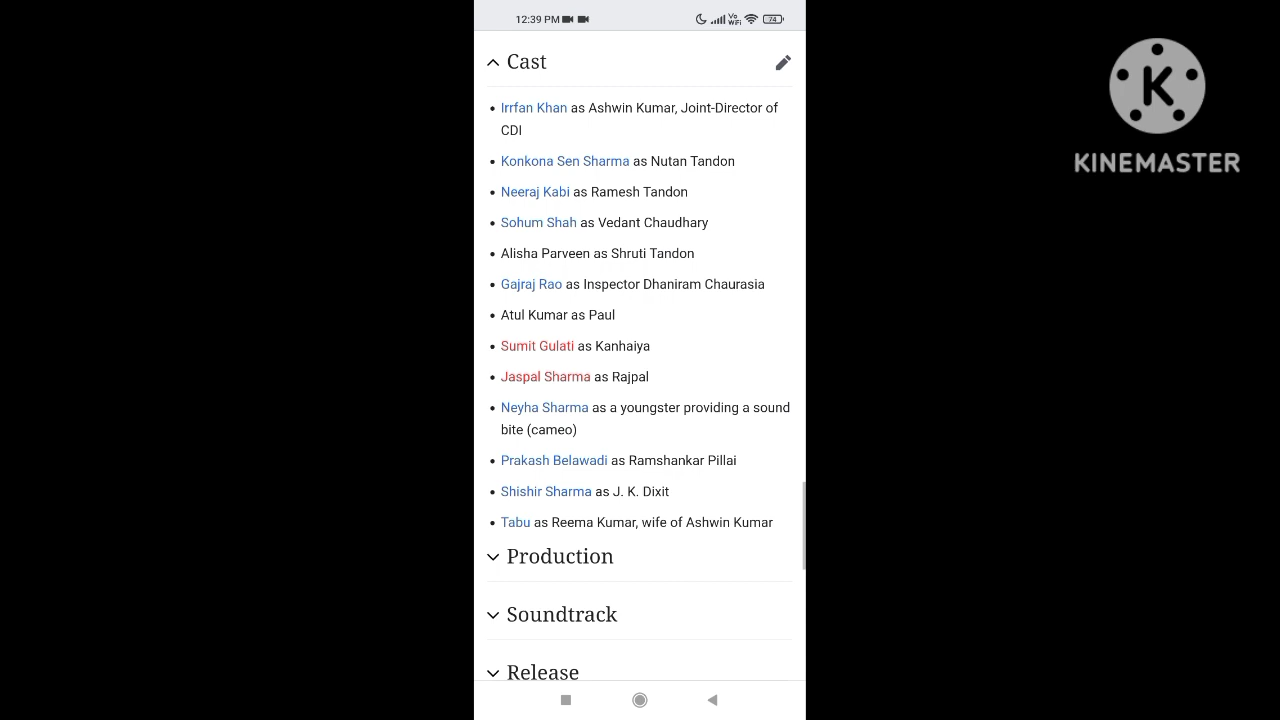 12:39 PM
Vo
WiFi
74
Cast
• Irrfan Khan as Ashwin Kumar, Joint-Director of
CDI
• Konkona Sen Sharma as Nutan Tandon
• Neeraj Kabi as Ramesh Tandon
• Sohum Shah as Vedant Chaudhary
• Alisha Parveen as Shruti Tandon
• Gajraj Rao as Inspector Dhaniram Chaurasia
• Atul Kumar as Paul
• Sumit Gulati as Kanhaiya
• Jaspal Sharma as Rajpal
• Neyha Sharma as a youngster providing a sound
bite (cameo)
• Prakash Belawadi as Ramshankar Pillai
• Shishir Sharma as J. K. Dixit
• Tabu as Reema Kumar, wife of Ashwin Kumar
Production
Soundtrack
Release
K
KINEMASTER